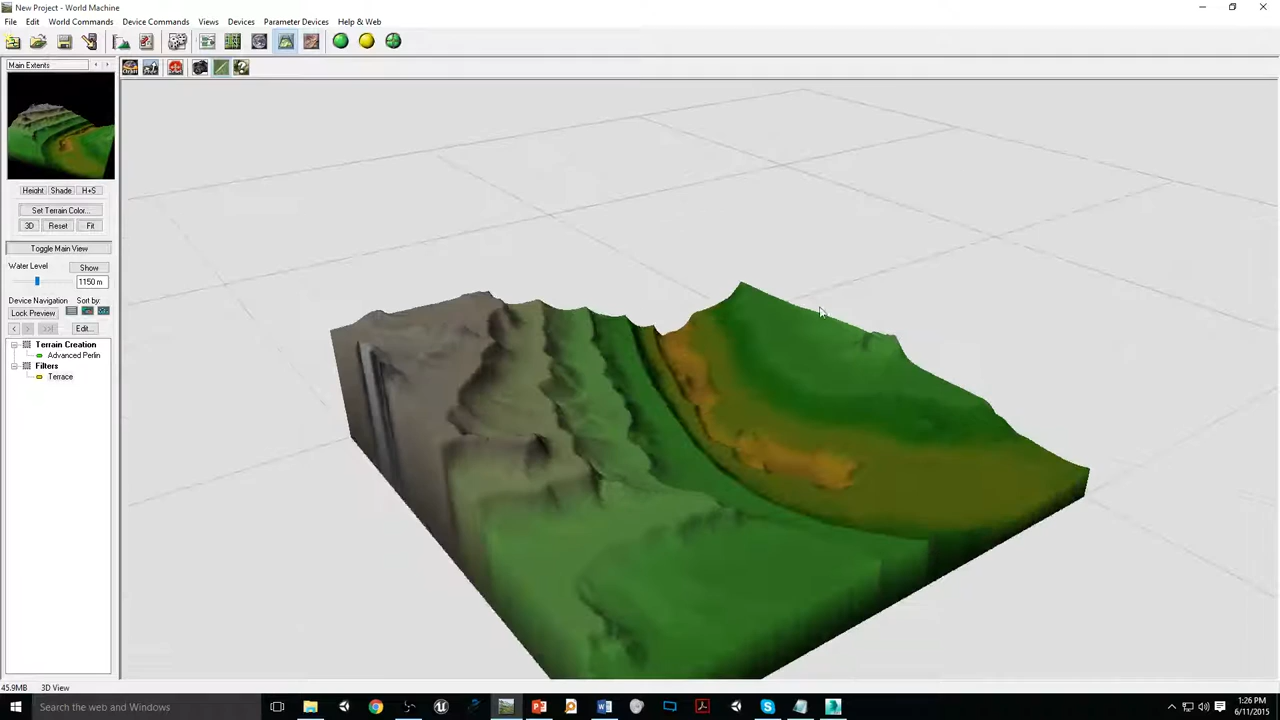 New Project - World Machine
File Edit World Commands Device Commands Views Devices Parameter Devices Help & Web
Main Extents
Height Shade H+S
Set Terrain Color...
3D Reset Fit
Toggle Main View
Water Level Show
1150 m
Device Navigation Sort by:
Lock Preview
< > >>| Edit...
Terrain Creation
Advanced Perlin
Filters
Terrace
45.9MB 3D View
Search the web and Windows
1:26 PM
6/11/2015